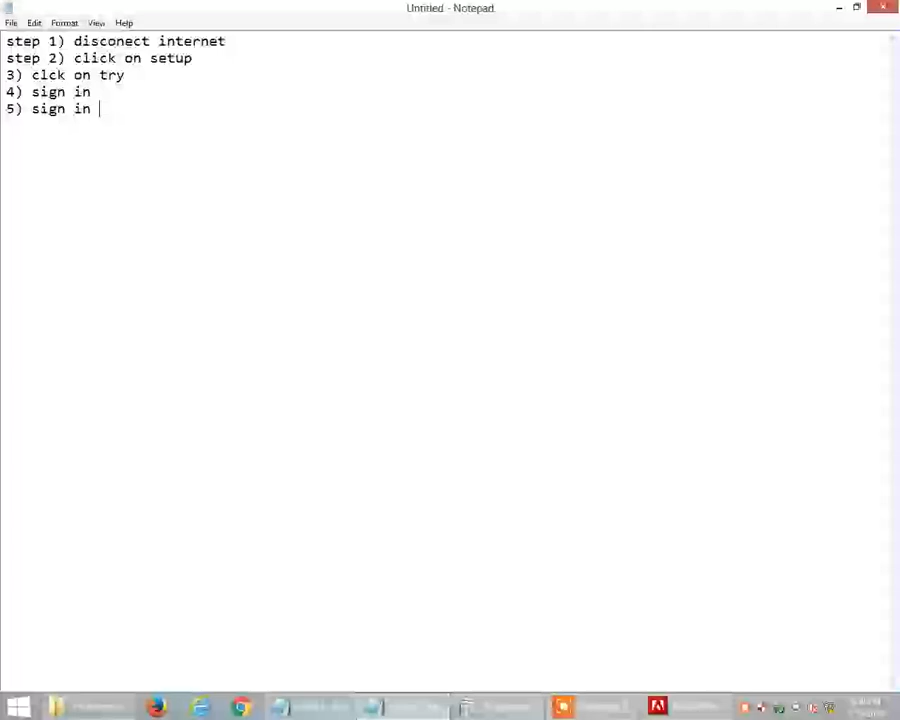 Untitled - Notepad
File Edit Format View Help
step 1) disconect internet
step 2) click on setup
3) clck on try
4) sign in
5) sign in